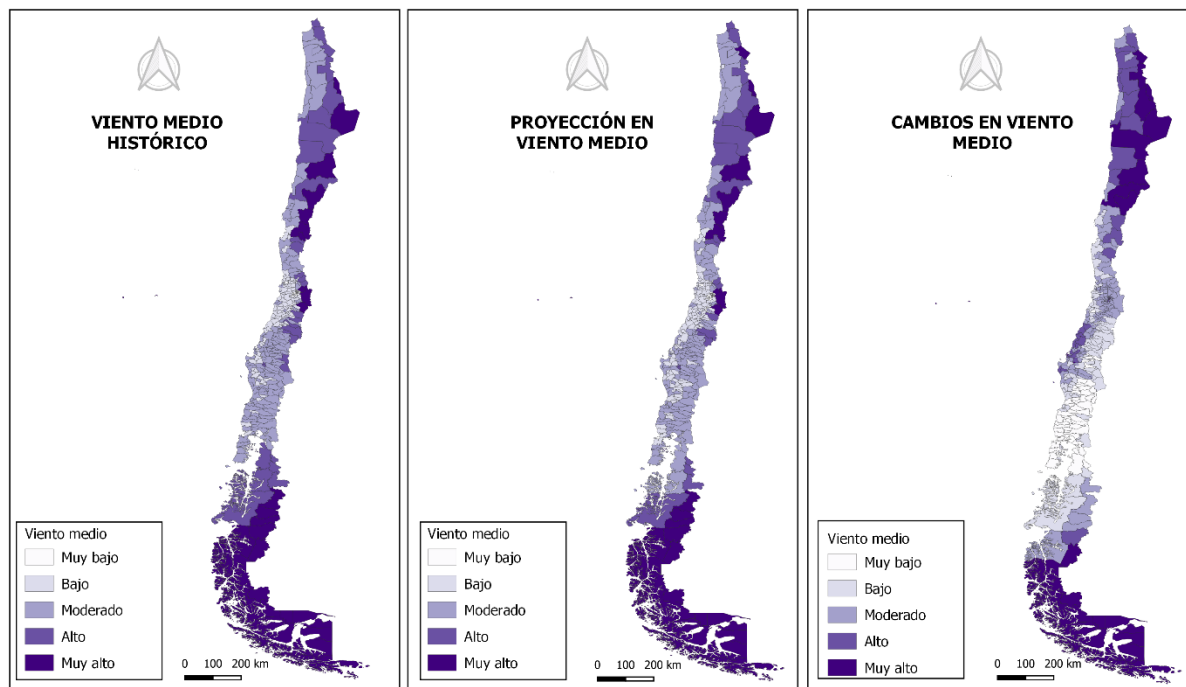 VIENTO MEDIO
HISTÓRICO
Viento medio
Muy bajo
Bajo
Moderado
Alto
Muy alto
0 100 200 km
PROYECCIÓN EN
VIENTO MEDIO
Viento medio
Muy bajo
Bajo
Moderado
Alto
Muy alto
0 100 200 km
CAMBIOS EN VIENTO
MEDIO
Viento medio
Muy bajo
Bajo
Moderado
Alto
Muy alto
0 100 200 km